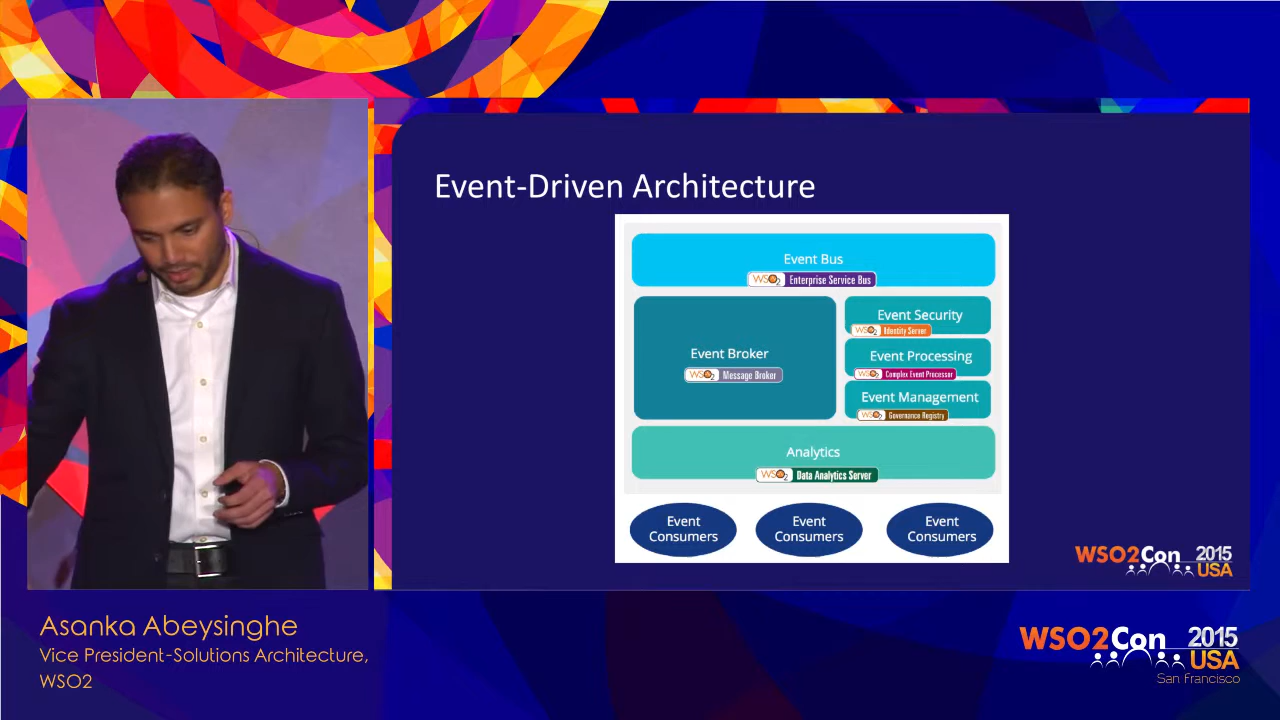 Event-Driven Architecture
Event Bus
WSO2 Enterprise Service Bus
Event Broker
WSO2 Message Broker
Event Security
WSO2 Identity Server
Event Processing
WSO2 Complex Event Processor
Event Management
WSO2 Governance Registry
Analytics
WSO2 Data Analytics Server
Event
Consumers
Event
Consumers
Event
Consumers
WSO2Con 2015
USA
Asanka Abeysinghe
Vice President-Solutions Architecture,
WSO2
WSO2Con 2015
USA
San Francisco